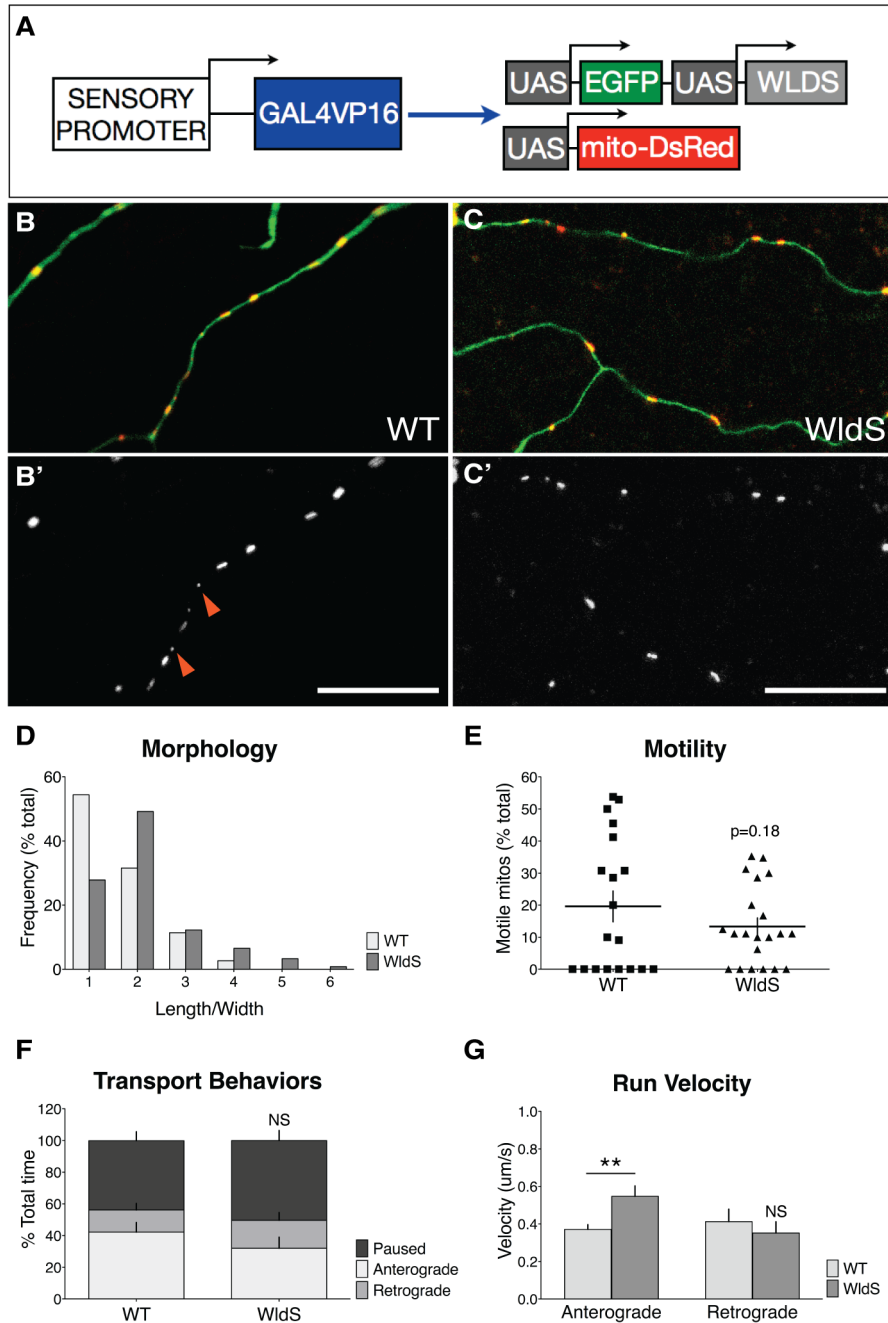 A
SENSORY
PROMOTER
GAL4VP16
UAS
EGFP
UAS
WLDS
UAS
mito-DsRed
B
WT
C
WldS
B'
C'
D
Morphology
Frequency (% total)
60
40
20
0
1
2
3
4
5
6
Length/Width
WT
WldS
E
Motility
Motile mitos (% total)
60
50
40
30
20
10
0
p=0.18
WT
WldS
F
Transport Behaviors
% Total time
120
100
80
60
40
20
0
NS
WT
WldS
Paused
Anterograde
Retrograde
G
Run Velocity
Velocity (um/s)
1.0
0.8
0.6
0.4
0.2
0.0
**
NS
Anterograde
Retrograde
WT
WldS